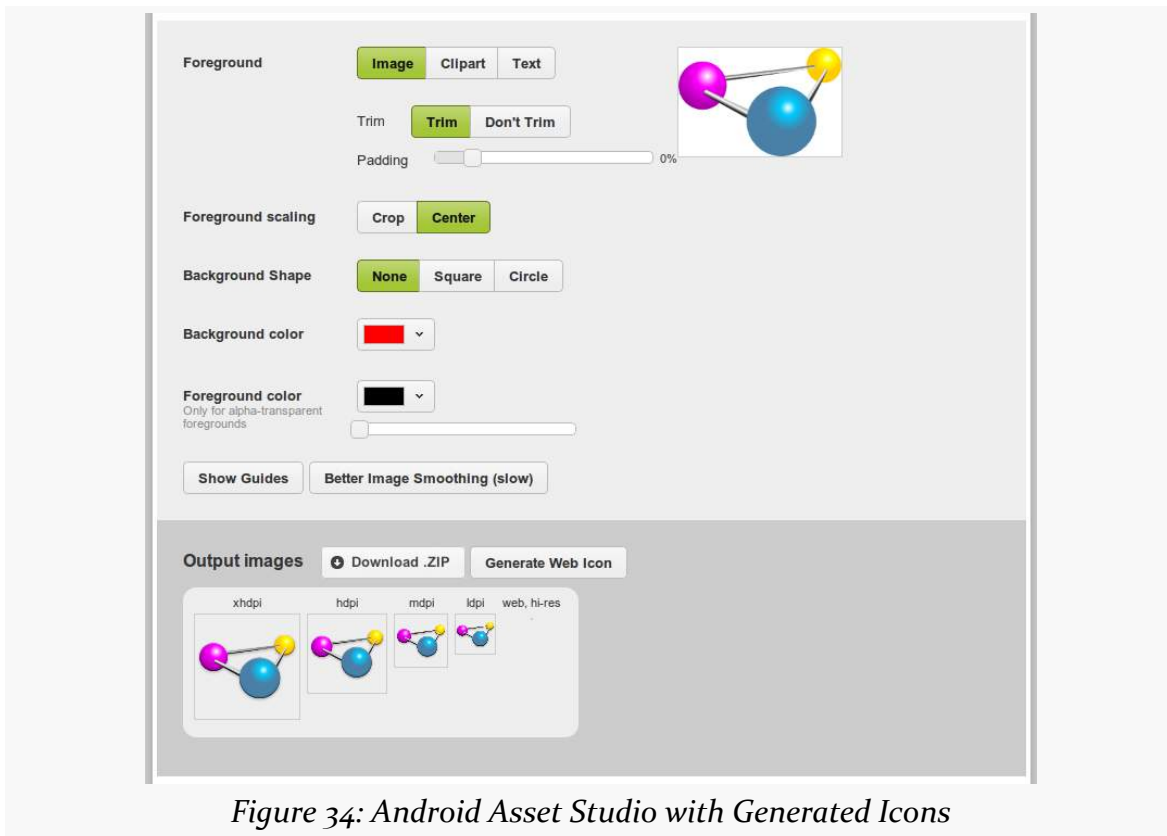 Foreground
Image Clipart Text
Trim Trim Don't Trim
Padding 0%
Foreground scaling
Crop Center
Background Shape
None Square Circle
Background color
Foreground color
Only for alpha-transparent
foregrounds
Show Guides Better Image Smoothing (slow)
Output images Download .ZIP Generate Web Icon
xhdpi hdpi mdpi ldpi web, hi-res
Figure 34: Android Asset Studio with Generated Icons